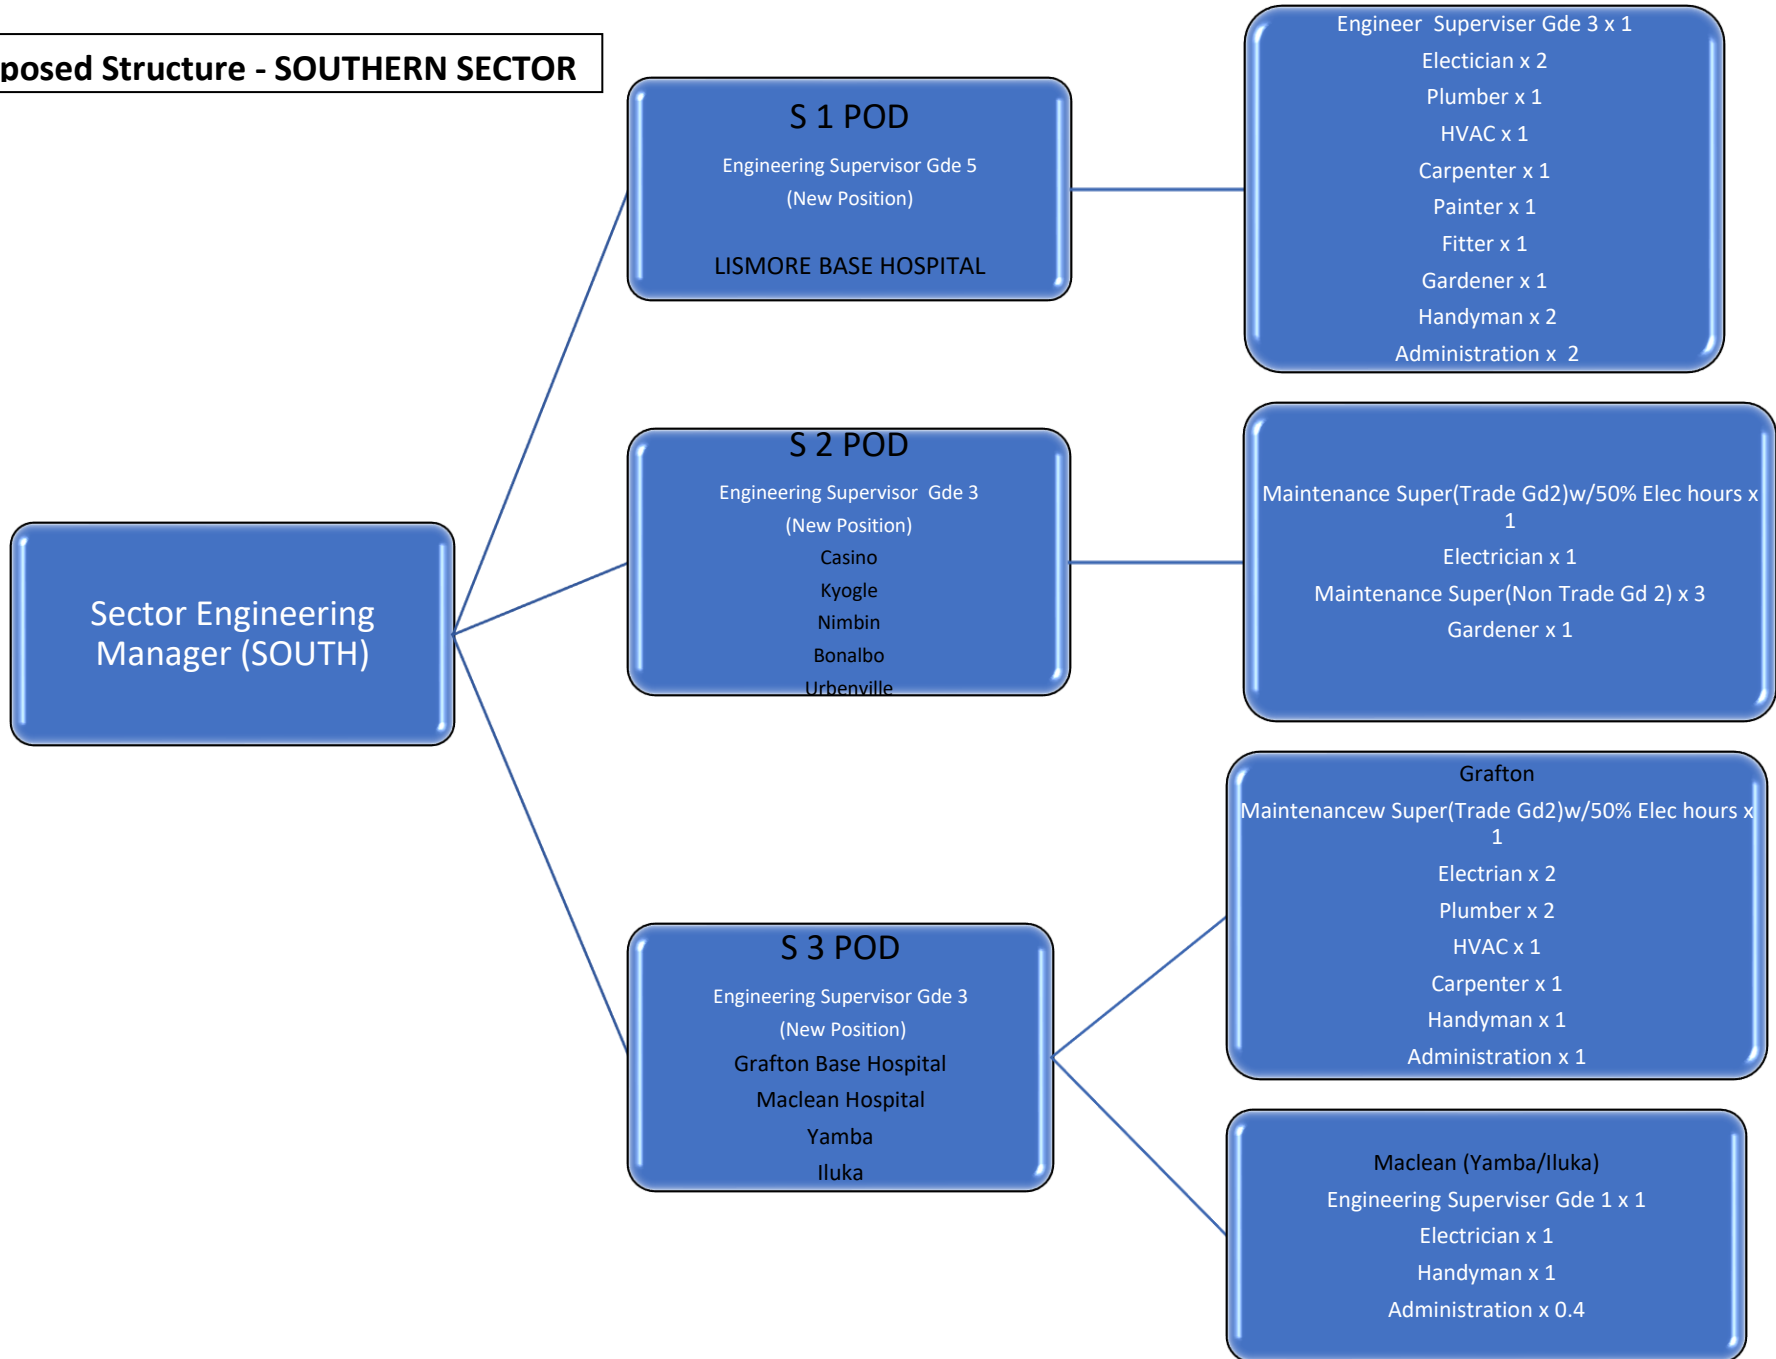 posed Structure - SOUTHERN SECTOR
Sector Engineering
Manager (SOUTH)
S 1 POD
Engineering Supervisor Gde 5
(New Position)
LISMORE BASE HOSPITAL
Engineer  Superviser Gde 3 x 1
Electician x 2
Plumber x 1
HVAC x 1
Carpenter x 1
Painter x 1
Fitter x 1
Gardener x 1
Handyman x 2
Administration x  2
S 2 POD
Engineering Supervisor  Gde 3
(New Position)
Casino
Kyogle
Nimbin
Bonalbo
Urbenville
Maintenance Super(Trade Gd2)w/50% Elec hours x
1
Electrician x 1
Maintenance Super(Non Trade Gd 2) x 3
Gardener x 1
S 3 POD
Engineering Supervisor Gde 3
(New Position)
Grafton Base Hospital
Maclean Hospital
Yamba
Iluka
Grafton
Maintenancew Super(Trade Gd2)w/50% Elec hours x
1
Electrian x 2
Plumber x 2
HVAC x 1
Carpenter x 1
Handyman x 1
Administration x 1
Maclean (Yamba/Iluka)
Engineering Superviser Gde 1 x 1
Electrician x 1
Handyman x 1
Administration x 0.4